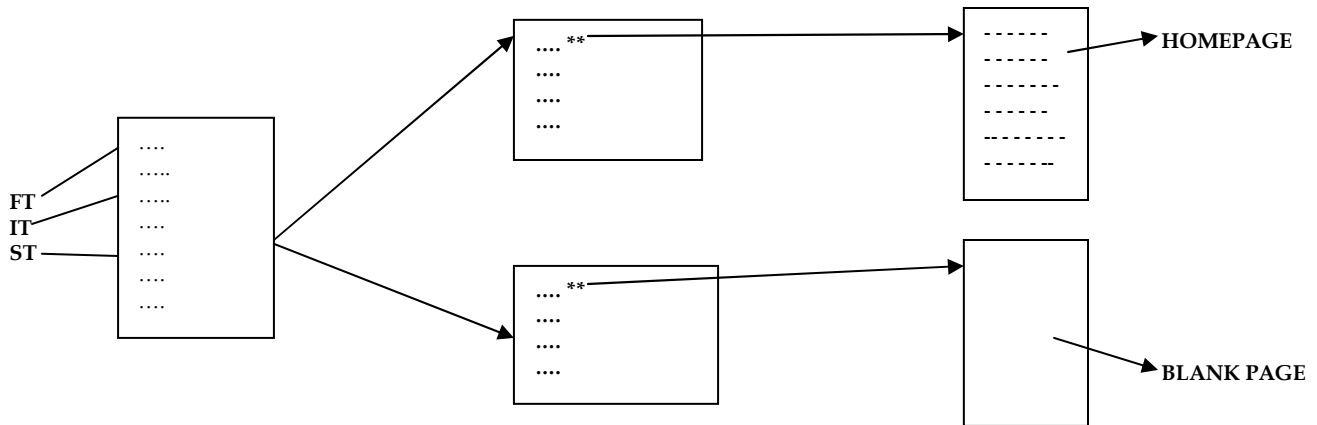 FT
IT
ST
....
.....
.....
....
....
....
....
.... **
....
....
....
.... **
....
....
....
- - - - - -
- - - - - -
- - - - - - -
- - - - - -
-- - - - - - -
- - - - - --
HOMEPAGE
BLANK PAGE